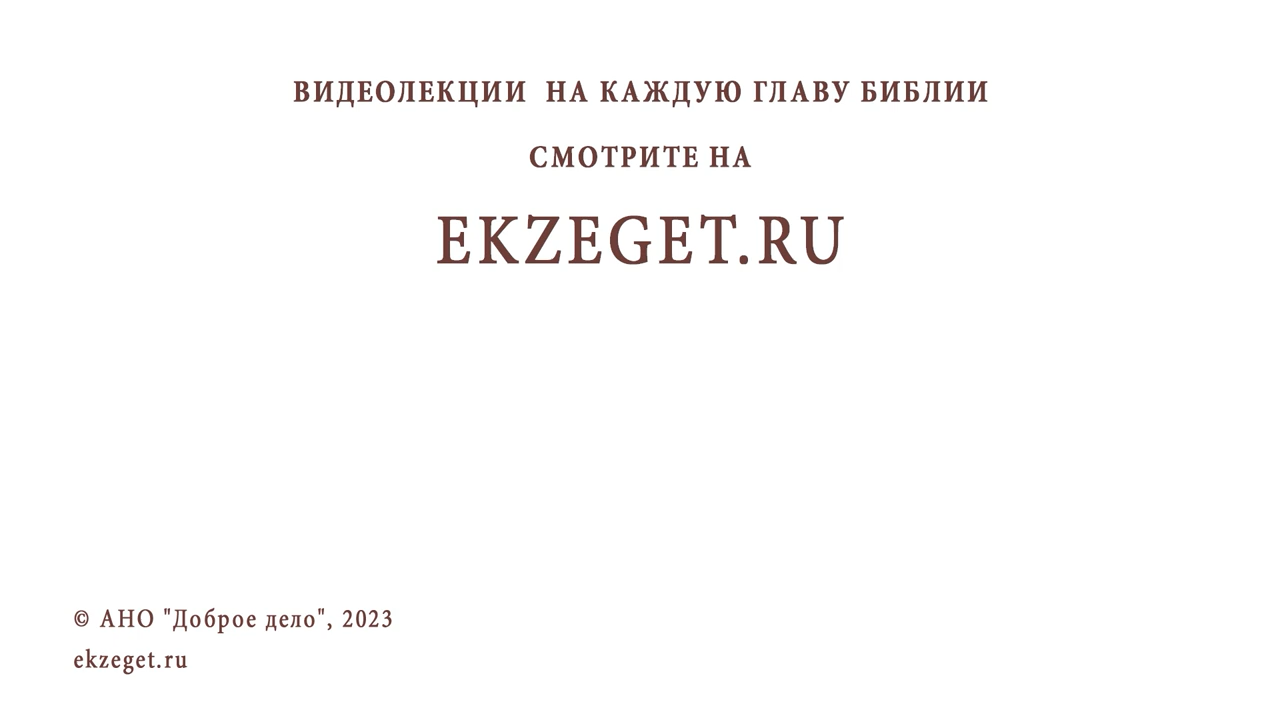 ВИДЕОЛЕКЦИИ НА КАЖДУЮ ГЛАВУ БИБЛИИ
СМОТРИТЕ НА
EKZEGET.RU
© АНО "Доброе дело", 2023
ekzeget.ru